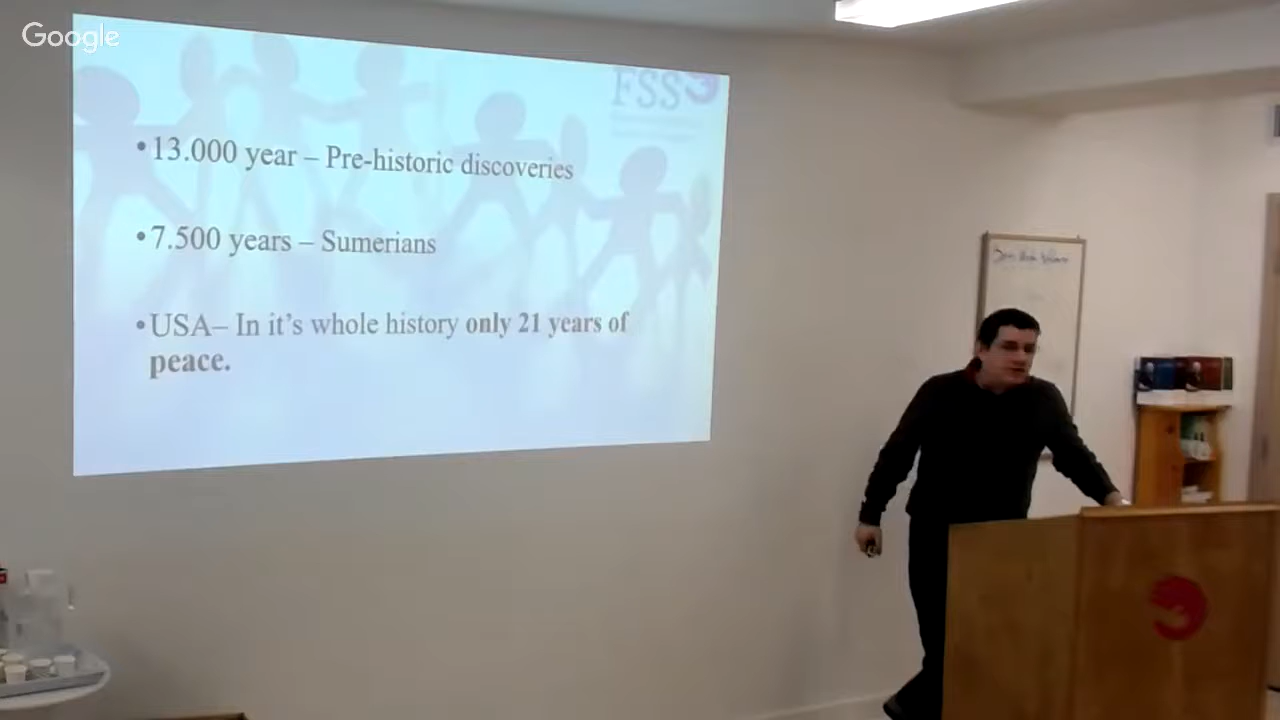 Google
FSS
•13.000 year – Pre-historic discoveries
•7.500 years – Sumerians
•USA– In it's whole history only 21 years of
peace.